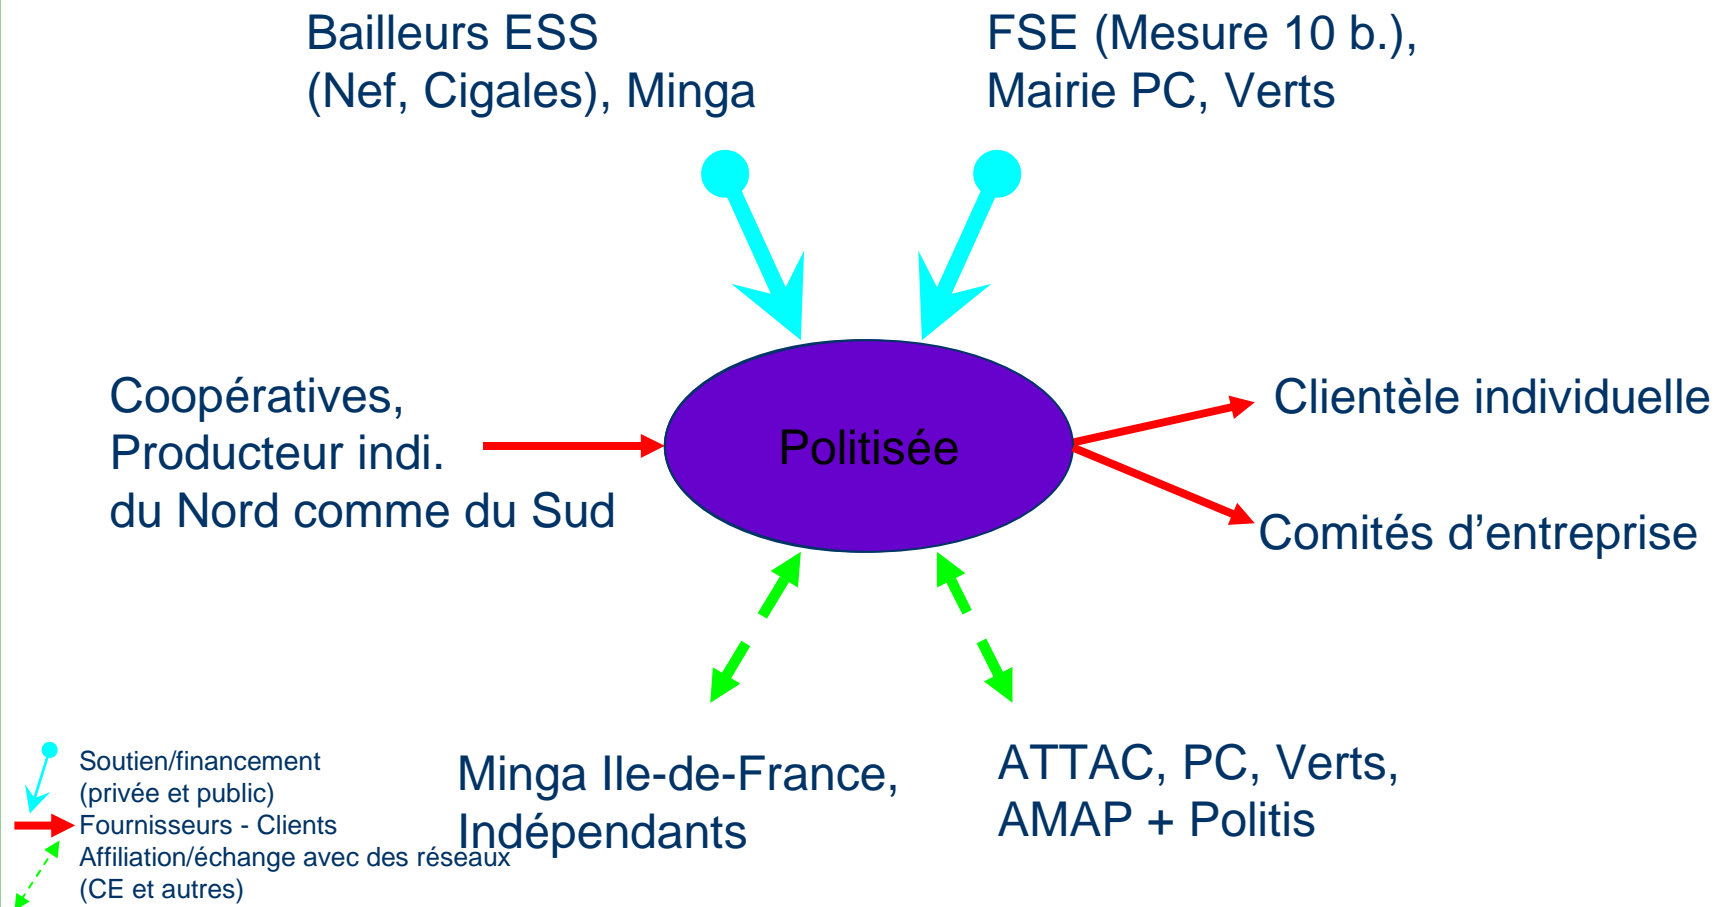 Bailleurs ESS
(Nef, Cigales), Minga
FSE (Mesure 10 b.),
Mairie PC, Verts
Coopératives,
Producteur indi.
du Nord comme du Sud
Politisée
Clientèle individuelle
Comités d’entreprise
Minga Ile-de-France,
Indépendants
ATTAC, PC, Verts,
AMAP + Politis
Soutien/financement
(privée et public)
Fournisseurs - Clients
Affiliation/échange avec des réseaux
(CE et autres)